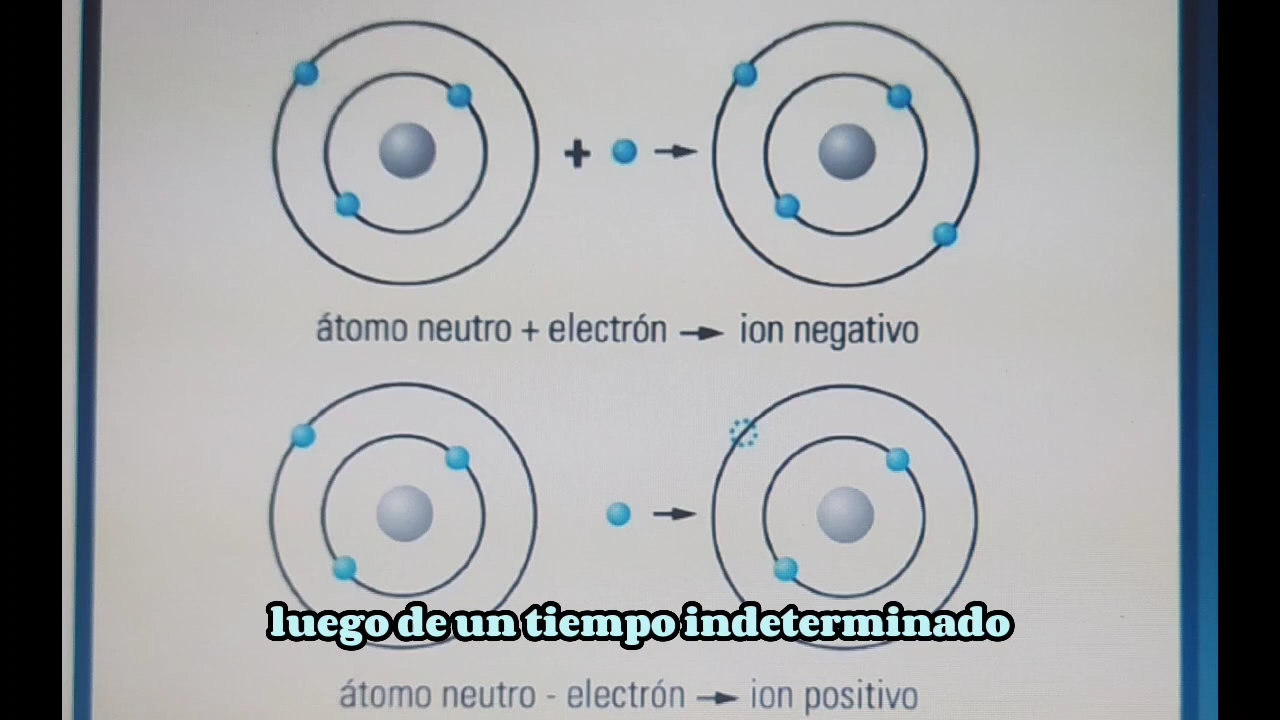 + →
átomo neutro + electrón → ion negativo
→
luego de un tiempo indeterminado
átomo neutro - electrón → ion positivo